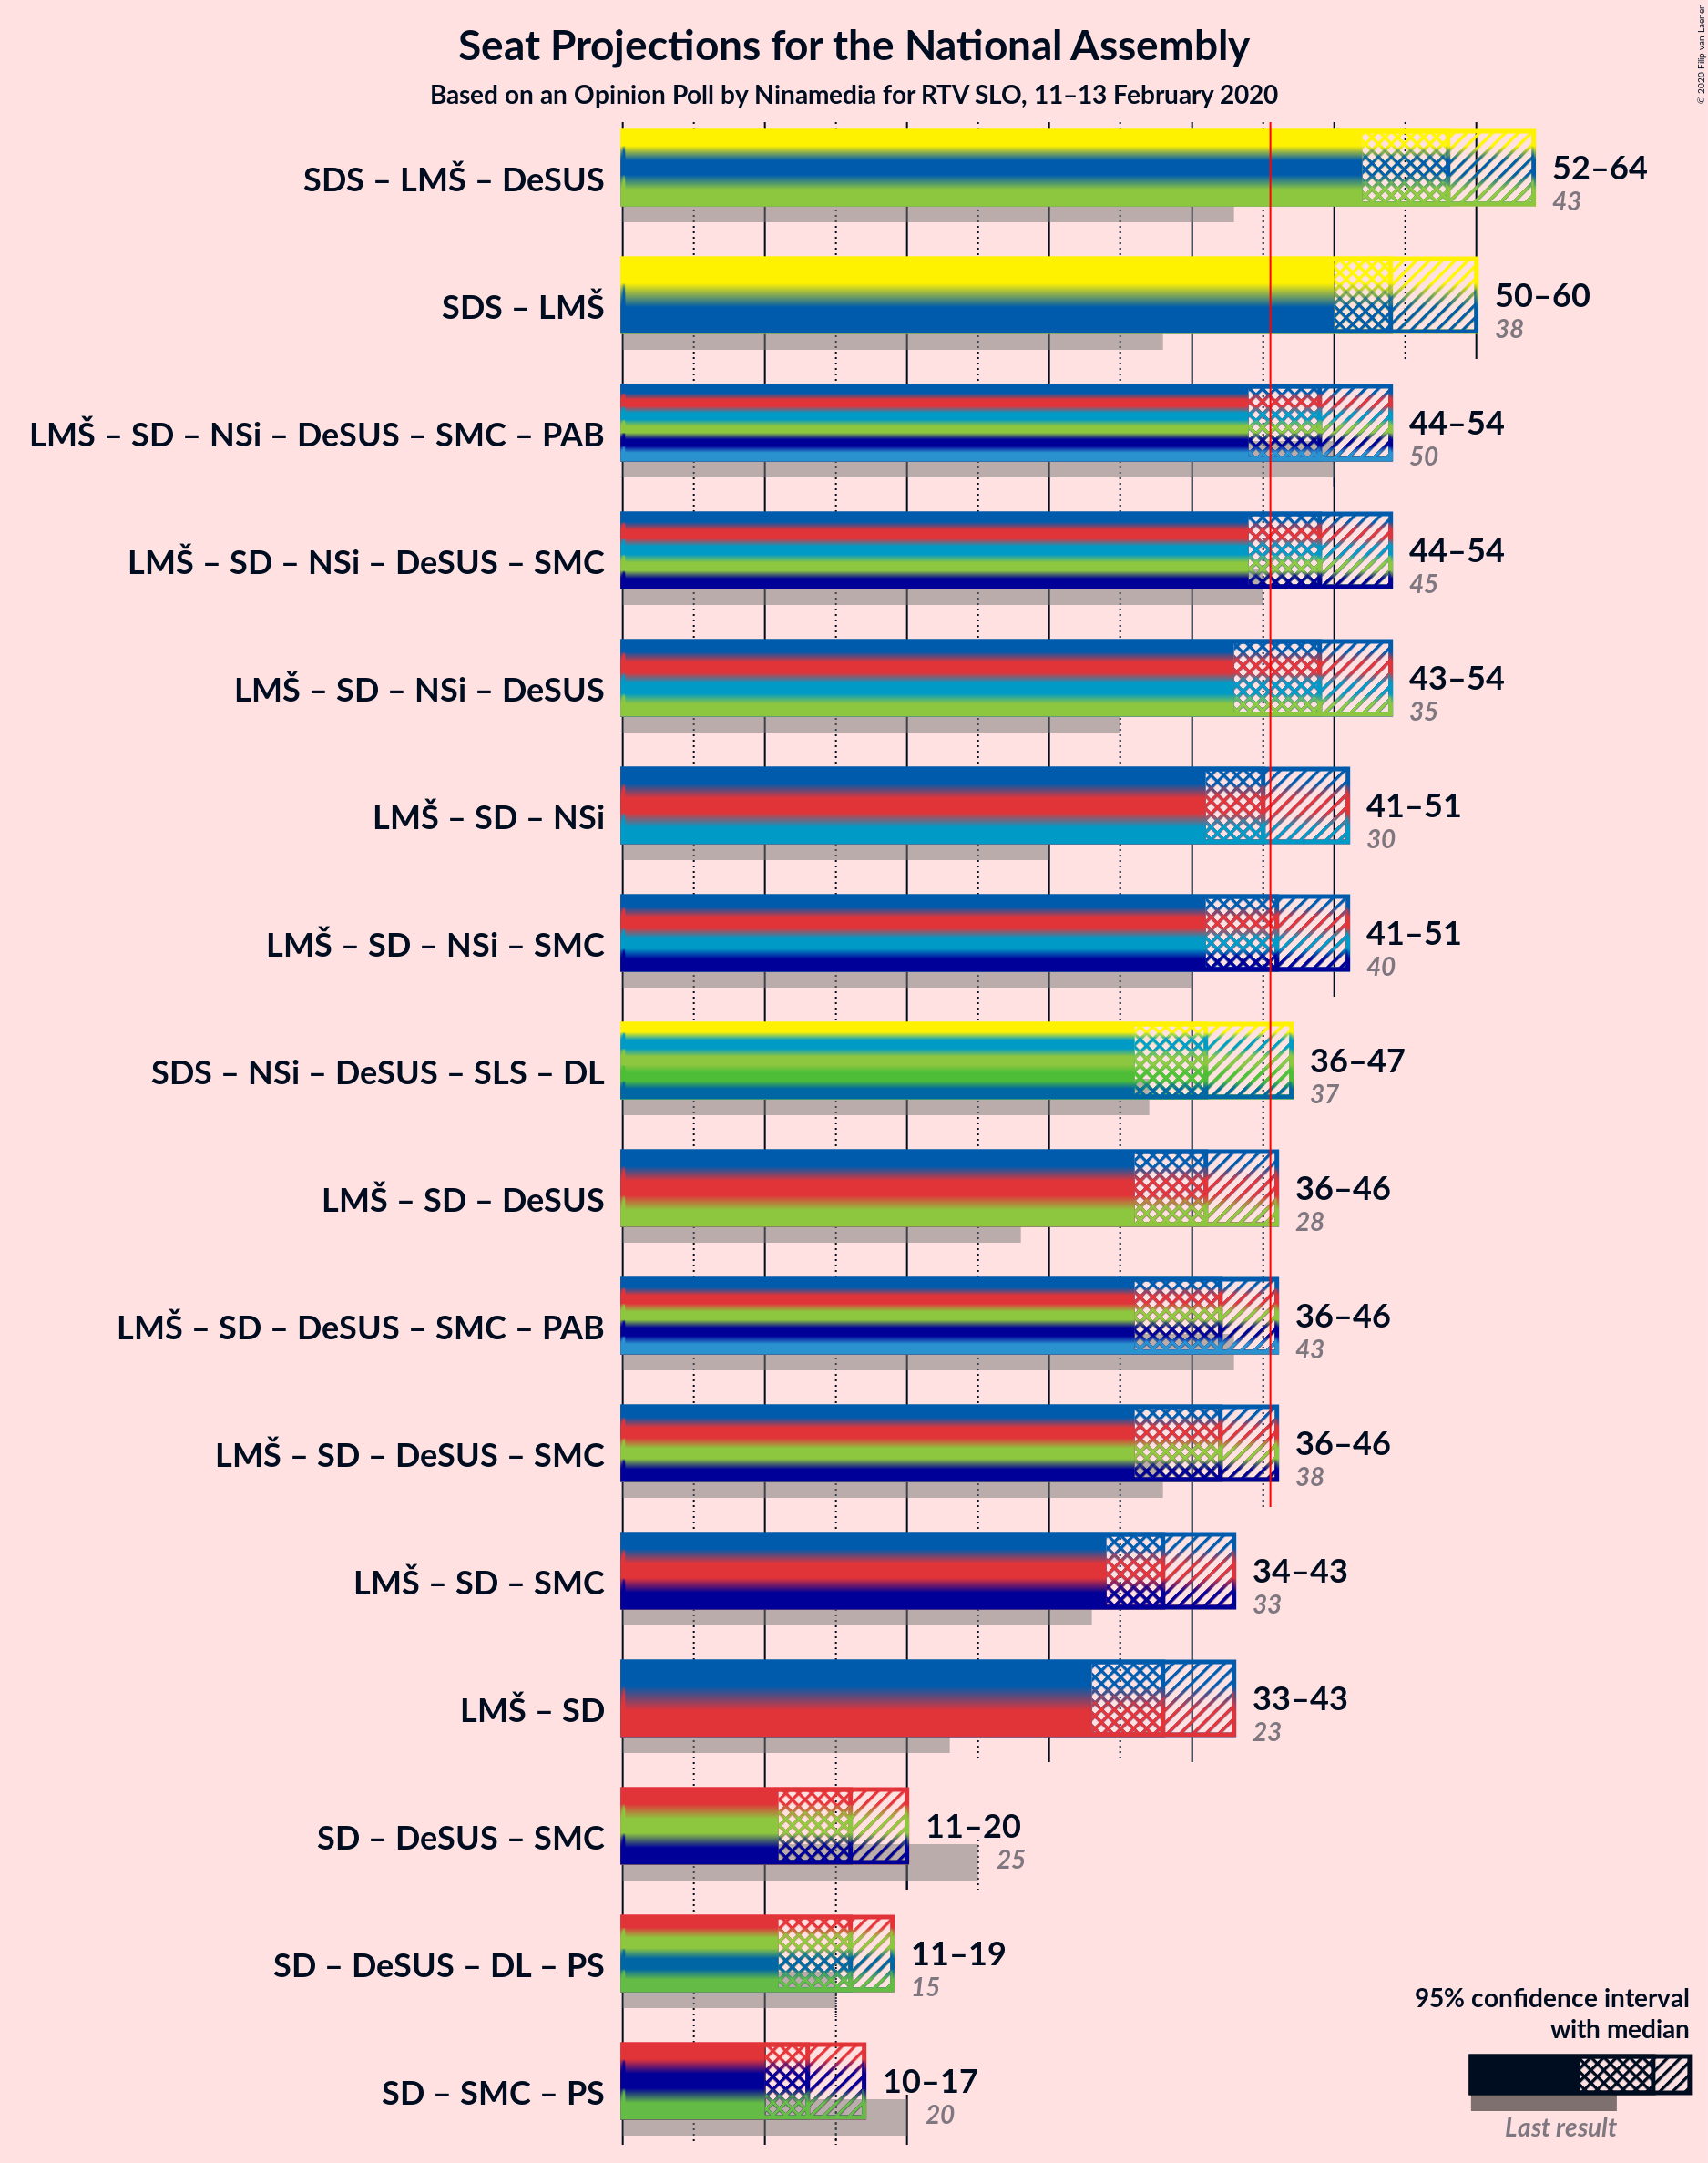 Seat Projections for the National Assembly
Based on an Opinion Poll by Ninamedia for RTV SLO, 11–13 February 2020
© 2020 Filip van Laenen
SDS – LMŠ – DeSUS
52–64
43
SDS – LMŠ
50–60
38
LMŠ – SD – NSi – DeSUS – SMC – PAB
44–54
50
LMŠ – SD – NSi – DeSUS – SMC
44–54
45
LMŠ – SD – NSi – DeSUS
43–54
35
LMŠ – SD – NSi
41–51
30
LMŠ – SD – NSi – SMC
41–51
40
SDS – NSi – DeSUS – SLS – DL
36–47
37
LMŠ – SD – DeSUS
36–46
28
LMŠ – SD – DeSUS – SMC – PAB
36–46
43
LMŠ – SD – DeSUS – SMC
36–46
38
LMŠ – SD – SMC
34–43
33
LMŠ – SD
33–43
23
SD – DeSUS – SMC
11–20
25
SD – DeSUS – DL – PS
11–19
15
SD – SMC – PS
10–17
20
95% confidence interval
with median
Last result